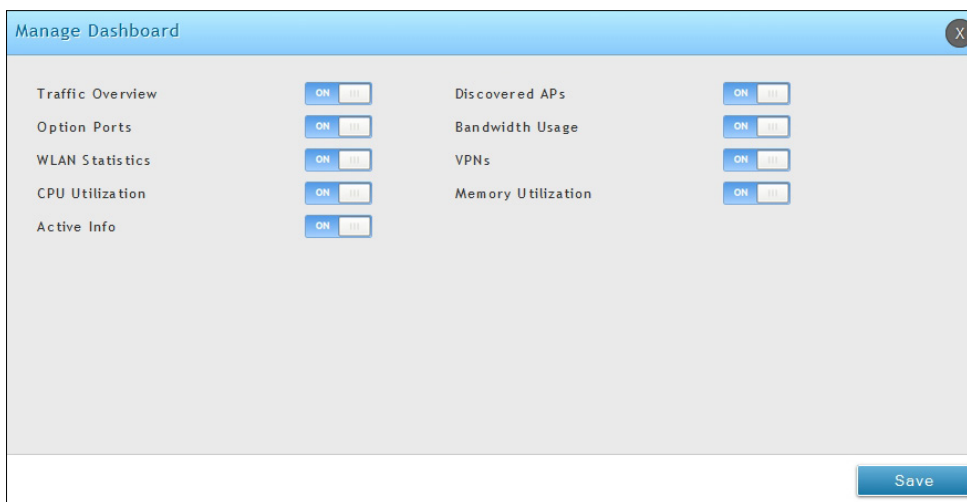 Manage Dashboard
X
Traffic Overview ON Discovered APs ON
Option Ports ON Bandwidth Usage ON
WLAN Statistics ON VPNs ON
CPU Utilization ON Memory Utilization ON
Active Info ON
Save